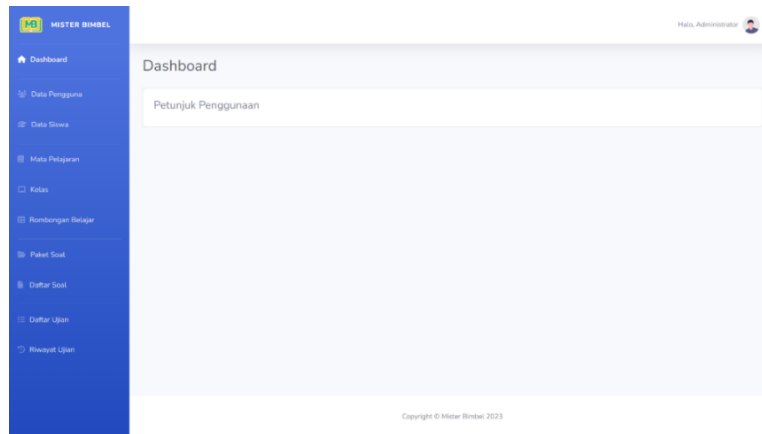 MB MISTER BIMBEL
Halo, Administrator
Dashboard
Data Pengguna
Data Siswa
Mata Pelajaran
Kelas
Rombongan Belajar
Paket Soal
Daftar Soal
Daftar Ujian
Riwayat Ujian
Dashboard
Petunjuk Penggunaan
Copyright © Mister Bimbel 2023